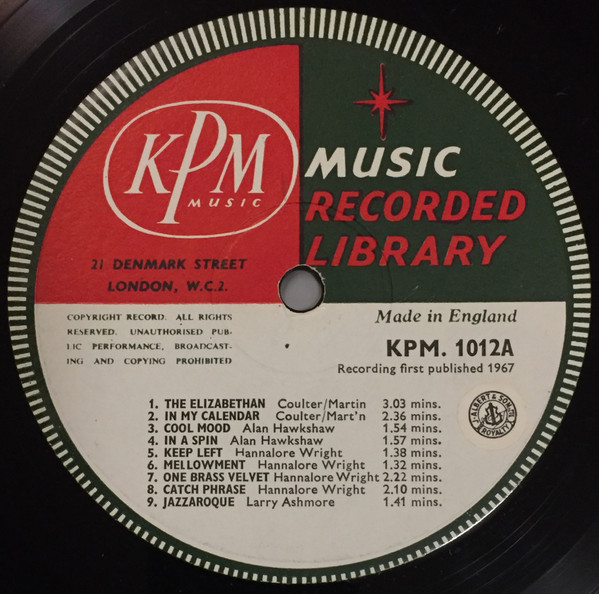 KPM
MUSIC
MUSIC
RECORDED
LIBRARY
21 DENMARK STREET
LONDON, W.C.2.
COPYRIGHT RECORD. ALL RIGHTS
RESERVED. UNAUTHORISED PUB-
LIC PERFORMANCE, BROADCAST-
ING AND COPYING PROHIBITED
Made in England
KPM. 1012A
Recording first published 1967
1. THE ELIZABETHAN Coulter/Martin 3.03 mins.
2. IN MY CALENDAR Coulter/Mart'n 2.36 mins.
3. COOL MOOD Alan Hawkshaw 1.54 mins.
4. IN A SPIN Alan Hawkshaw 1.57 mins.
5. KEEP LEFT Hannalore Wright 1.38 mins.
6. MELLOWMENT Hannalore Wright 1.32 mins.
7. ONE BRASS VELVET Hannalore Wright 2.22 mins.
8. CATCH PHRASE Hannalore Wright 2.10 mins.
9. JAZZAROQUE Larry Ashmore 1.41 mins.
ALBERT & SON
ROYALTY